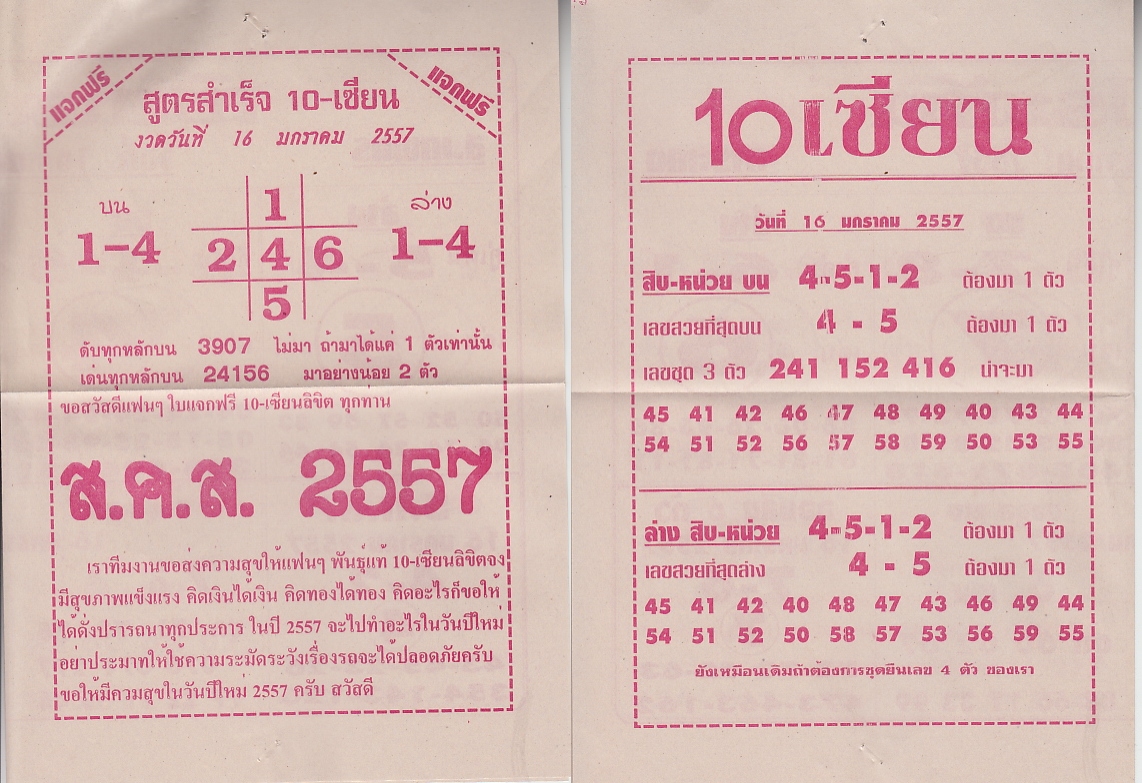 แจกฟรี
แจกฟรี
สูตรสำเร็จ 10-เซียน
งวดวันที่ 16 มกราคม 2557
บน
ล่าง
1-4
1
2 4 6
5
1-4
ดับทุกหลักบน 3907 ไม่มา ถ้ามาได้แค่ 1 ตัวเท่านั้น
เด่นทุกหลักบน 24156 มาอย่างน้อย 2 ตัว
ขอสวัสดีแฟนๆ ใบแจกฟรี 10-เซียนลิขิต ทุกท่าน
ส.ค.ส. 2557
เราทีมงานขอส่งความสุขให้แฟนๆ พันธุ์แท้ 10-เซียนลิขิตจง
มีสุขภาพแข็งแรง คิดเงินได้เงิน คิดทองได้ทอง คิดอะไรก็ขอให้
ได้ดั่งปรารถนาทุกประการ ในปี 2557 จะไปทำอะไรในวันปีใหม่
อย่าประมาทให้ใช้ความระมัดระวังเรื่องรถจะได้ปลอดภัยครับ
ขอให้มีควมสุขในวันปีใหม่ 2557 ครับ สวัสดี
10เซียน
วันที่ 16 มกราคม 2557
สิบ-หน่วย บน 4-5-1-2 ต้องมา 1 ตัว
เลขสวยที่สุดบน 4 - 5 ต้องมา 1 ตัว
เลขชุด 3 ตัว 241 152 416 น่าจะมา
45 41 42 46 47 48 49 40 43 44
54 51 52 56 57 58 59 50 53 55
ล่าง สิบ-หน่วย 4-5-1-2 ต้องมา 1 ตัว
เลขสวยที่สุดล่าง 4 - 5 ต้องมา 1 ตัว
45 41 42 40 48 47 43 46 49 44
54 51 52 50 58 57 53 56 59 55
ยังเหมือนเดิมถ้าต้องการชุดยืนเลข 4 ตัว ของเรา